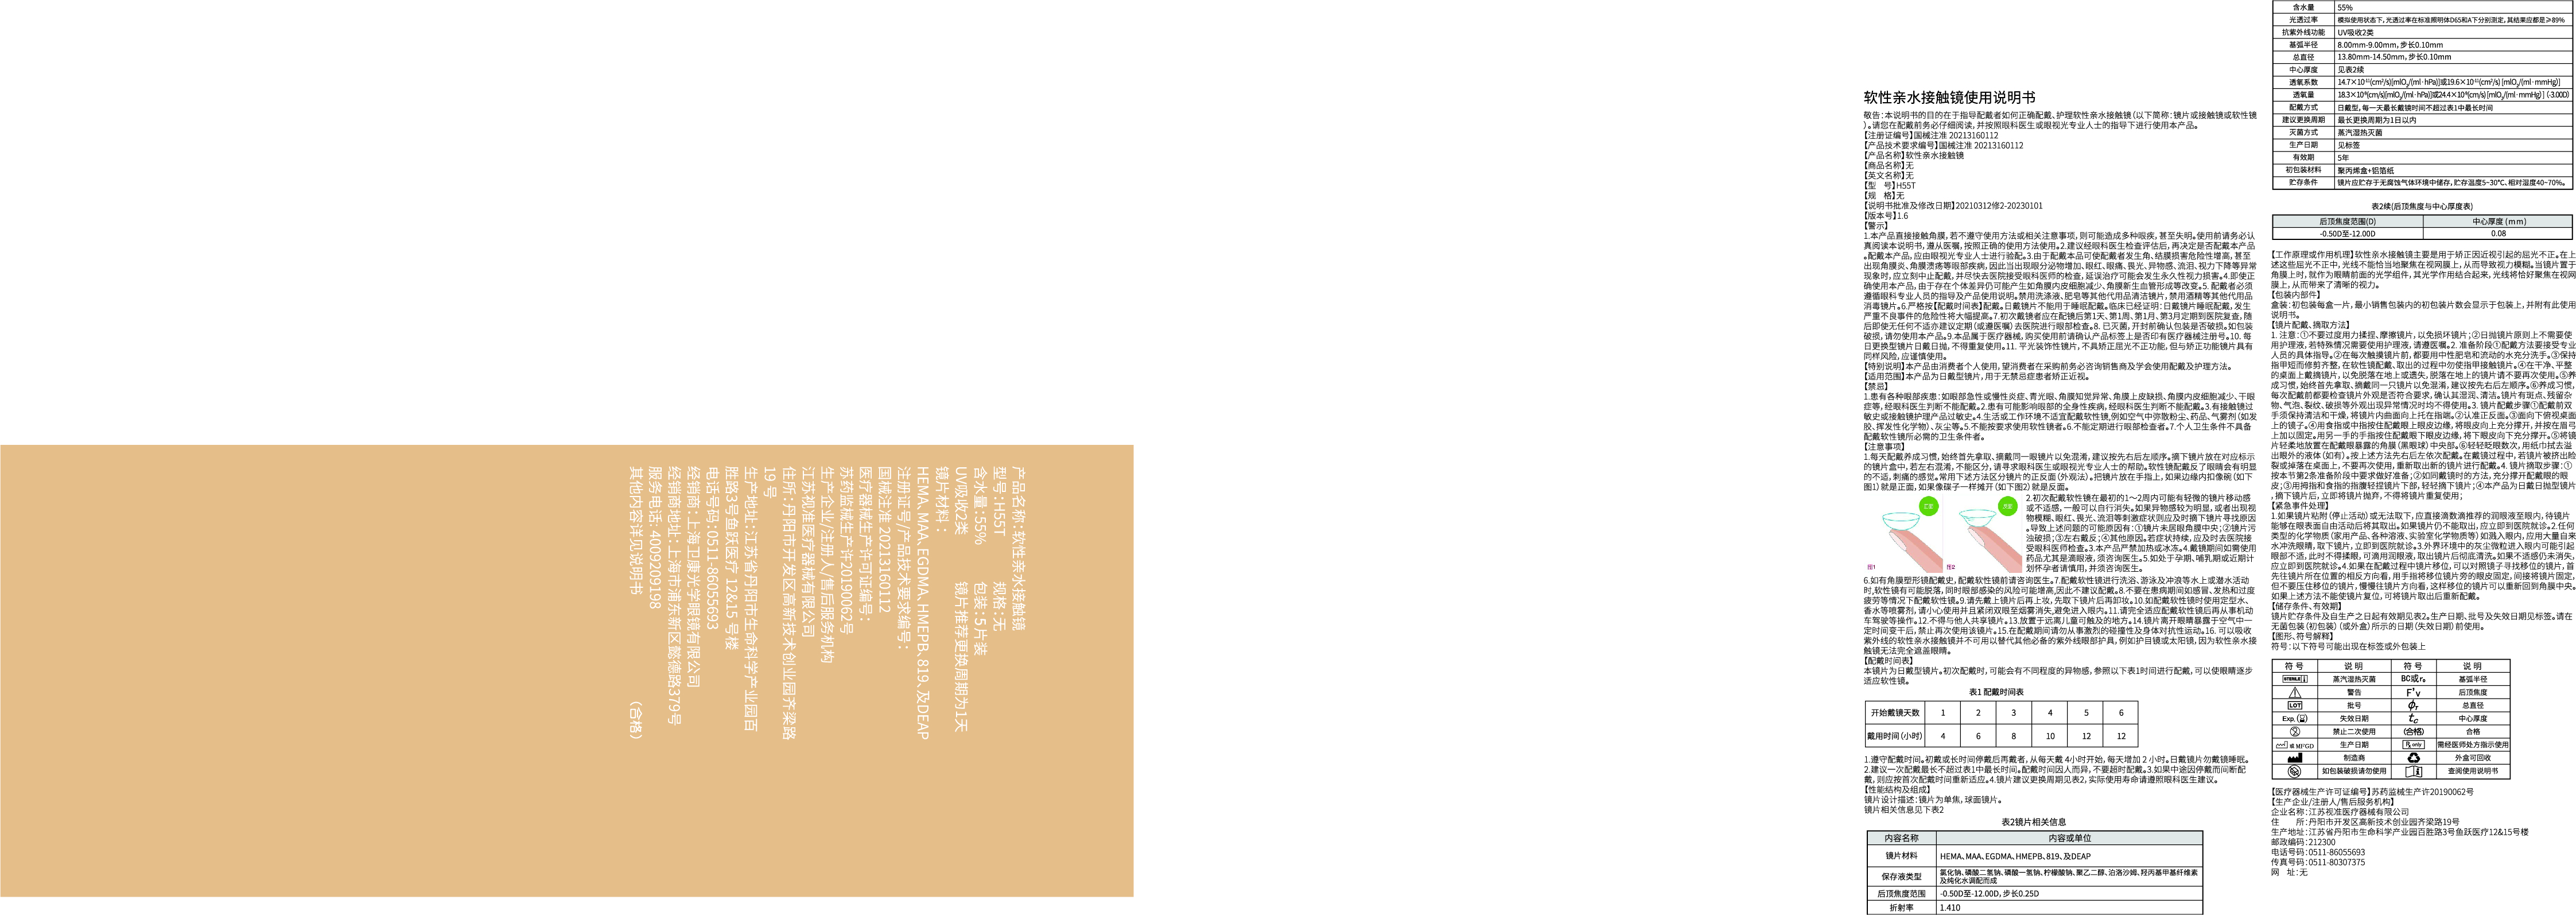 产品名称:软性亲水接触镜
型号:H55T 规格:无
含水量:55% 包装:5片装
UV吸收2类 镜片推荐更换周期为1天
镜片材料:
HEMA、MAA、EGDMA、HMEPB、819、及DEAP
注册证号/产品技术要求编号:
国械注准 20213160112
医疗器械生产许可证编号:
苏药监械生产许20190062号
生产企业/注册人/售后服务机构
江苏视准医疗器械有限公司
住所:丹阳市开发区高新技术创业园齐梁路
19 号
生产地址:江苏省丹阳市生命科学产业园百
胜路3号鱼跃医疗 12&15 号楼
电话号码:0511-86055693
经销商:上海卫康光学眼镜有限公司
经销商地址:上海市浦东新区懿德路379号
服务电话:4009209198
其他内容详见说明书 (合格)
软性亲水接触镜使用说明书
敬告:本说明书的目的在于指导配戴者如何正确配戴、护理软性亲水接触镜(以下简称:镜片或接触镜或软性镜
)。请您在配戴前务必仔细阅读,并按照眼科医生或眼视光专业人士的指导下进行使用本产品。
【注册证编号】国械注准 20213160112
【产品技术要求编号】国械注准 20213160112
【产品名称】软性亲水接触镜
【商品名称】无
【英文名称】无
【型 号】H55T
【规 格】无
【说明书批准及修改日期】20210312修2-20230101
【版本号】1.6
【警示】
1.本产品直接接触角膜,若不遵守使用方法或相关注意事项,则可能造成多种眼疾,甚至失明。使用前请务必认
真阅读本说明书,遵从医嘱,按照正确的使用方法使用。2.建议经眼科医生检查评估后,再决定是否配戴本产品
。配戴本产品,应由眼视光专业人士进行验配。3.由于配戴本品可使配戴者发生角、结膜损害危险性增高,甚至
出现角膜炎、角膜溃疡等眼部疾病,因此当出现眼分泌物增加、眼红、眼痛、畏光、异物感、流泪、视力下降等异常
现象时,应立刻中止配戴,并尽快去医院接受眼科医师的检查,延误治疗可能会发生永久性视力损害。4.即使正
确使用本产品,由于存在个体差异仍可能产生如角膜内皮细胞减少、角膜新生血管形成等改变。5. 配戴者必须
遵循眼科专业人员的指导及产品使用说明。禁用洗涤液、肥皂等其他代用品清洁镜片,禁用酒精等其他代用品
消毒镜片。6.严格按【配戴时间表】配戴。日戴镜片不能用于睡眠配戴。临床已经证明:日戴镜片睡眠配戴,发生
严重不良事件的危险性将大幅提高。7.初次戴镜者应在配镜后第1天、第1周、第1月、第3月定期到医院复查,随
后即使无任何不适亦建议定期(或遵医嘱)去医院进行眼部检查。8. 已灭菌,开封前确认包装是否破损。如包装
破损,请勿使用本产品。9.本品属于医疗器械,购买使用前请确认产品标签上是否印有医疗器械注册号。10. 每
日更换型镜片日戴日抛,不得重复使用。11. 平光装饰性镜片,不具矫正屈光不正功能,但与矫正功能镜片具有
同样风险,应谨慎使用。
【特别说明】本产品由消费者个人使用,望消费者在采购前务必咨询销售商及学会使用配戴及护理方法。
【适用范围】本产品为日戴型镜片,用于无禁忌症患者矫正近视。
【禁忌】
1.患有各种眼部疾患:如眼部急性或慢性炎症、青光眼、角膜知觉异常、角膜上皮缺损、角膜内皮细胞减少、干眼
症等,经眼科医生判断不能配戴。2.患有可能影响眼部的全身性疾病,经眼科医生判断不能配戴。3.有接触镜过
敏史或接触镜护理产品过敏史。4.生活或工作环境不适宜配戴软性镜,例如空气中弥散粉尘、药品、气雾剂(如发
胶、挥发性化学物)、灰尘等。5.不能按要求使用软性镜者。6.不能定期进行眼部检查者。7.个人卫生条件不具备
配戴软性镜所必需的卫生条件者。
【注意事项】
1.每天配戴养成习惯,始终首先拿取、摘戴同一眼镜片以免混淆,建议按先右后左顺序。摘下镜片放在对应标示
的镜片盒中,若左右混淆,不能区分,请寻求眼科医生或眼视光专业人士的帮助。软性镜配戴反了眼睛会有明显
的不适,刺痛的感觉。常用下述方法区分镜片的正反面(外观法)。把镜片放在手指上,如果边缘内扣像碗(如下
图1)就是正面,如果像碟子一样摊开(如下图2)就是反面。
正面
反面
图1
图2
2.初次配戴软性镜在最初的1~2周内可能有轻微的镜片移动感
或不适感,一般可以自行消失。如果异物感较为明显,或者出现视
物模糊、眼红、畏光、流泪等刺激症状则应及时摘下镜片寻找原因
。导致上述问题的可能原因有:①镜片未居眼角膜中央;②镜片污
浊破损;③左右戴反;④其他原因。若症状持续,应及时去医院接
受眼科医师检查。3.本产品严禁加热或冰冻。4.戴镜期间如需使用
药品尤其是滴眼液,须咨询医生。5.如处于孕期、哺乳期或近期计
划怀孕者请慎用,并须咨询医生。
6.如有角膜塑形镜配戴史,配戴软性镜前请咨询医生。7.配戴软性镜进行洗浴、游泳及冲浪等水上或潜水活动
时,软性镜有可能脱落,同时眼部感染的风险可能增高,因此不建议配戴。8.不要在患病期间如感冒、发热和过度
疲劳等情况下配戴软性镜。9.请先戴上镜片后再上妆,先取下镜片后再卸妆。10.如配戴软性镜时使用定型水、
香水等喷雾剂,请小心使用并且紧闭双眼至烟雾消失,避免进入眼内。11.请完全适应配戴软性镜后再从事机动
车驾驶等操作。12.不得与他人共享镜片。13.放置于远离儿童可触及的地方。14.镜片离开眼睛暴露于空气中一
定时间变干后,禁止再次使用该镜片。15.在配戴期间请勿从事激烈的碰撞性及身体对抗性运动。16. 可以吸收
紫外线的软性亲水接触镜并不可用以替代其他必备的紫外线眼部护具,例如护目镜或太阳镜,因为软性亲水接
触镜无法完全遮盖眼睛。
【配戴时间表】
本镜片为日戴型镜片。初次配戴时,可能会有不同程度的异物感,参照以下表1时间进行配戴,可以使眼睛逐步
适应软性镜。
表1 配戴时间表
开始戴镜天数 1 2 3 4 5 6
戴用时间(小时) 4 6 8 10 12 12
1.遵守戴配时间。初戴或长时间停戴后再戴者,从每天戴 4小时开始,每天增加 2 小时。日戴镜片勿戴镜睡眠。
2.建议一次配戴最长不超过表1中最长时间。配戴时间因人而异,不要超时配戴。3.如果中途因停戴而间断配
戴,则应按首次配戴时间重新适应。4.镜片建议更换周期见表2,实际使用寿命请遵照眼科医生建议。
【性能结构及组成】
镜片设计描述:镜片为单焦,球面镜片。
镜片相关信息见下表2
表2镜片相关信息
内容名称 内容或单位
镜片材料 HEMA、MAA、EGDMA、HMEPB、819、及DEAP
保存液类型 氯化钠、磷酸二氢钠、磷酸一氢钠、柠檬酸钠、聚乙二醇、泊洛沙姆、羟丙基甲基纤维素
及纯化水调配而成
后顶焦度范围 -0.50D至-12.00D,步长0.25D
折射率 1.410
含水量 55%
光透过率 模拟使用状态下,光透过率在标准照明体D65和A下分别测定,其结果应都是≥89%
抗紫外线功能 UV吸收2类
基弧半径 8.00mm-9.00mm,步长0.10mm
总直径 13.80mm-14.50mm,步长0.10mm
中心厚度 见表2续
透氧系数 14.7×10⁻¹¹(cm²/s)[mlO₂/(ml·hPa)]或19.6×10⁻¹¹(cm²/s) [mlO₂/(ml·mmHg)]
透氧量 18.3×10⁻⁹(cm/s)[mlO₂/(ml·hPa)]或24.4×10⁻⁹(cm/s) [mlO₂/(ml·mmHg)] (-3.00D)
配戴方式 日戴型,每一天最长戴镜时间不超过表1中最长时间
建议更换周期 最长更换周期为1日以内
灭菌方式 蒸汽湿热灭菌
生产日期 见标签
有效期 5年
初包装材料 聚丙烯盒+铝箔纸
贮存条件 镜片应贮存于无腐蚀气体环境中储存,贮存温度5~30℃、相对湿度40~70%。
表2续(后顶焦度与中心厚度表)
后顶焦度范围(D) 中心厚度 (mm)
-0.50D至-12.00D 0.08
【工作原理或作用机理】软性亲水接触镜主要是用于矫正因近视引起的屈光不正。在上
述这些屈光不正中,光线不能恰当地聚焦在视网膜上,从而导致视力模糊。当镜片置于
角膜上时,就作为眼睛前面的光学组件,其光学作用结合起来,光线将恰好聚焦在视网
膜上,从而带来了清晰的视力。
【包装内部件】
盒装:初包装每盒一片,最小销售包装内的初包装片数会显示于包装上,并附有此使用
说明书。
【镜片配戴、摘取方法】
1. 注意:①不要过度用力揉捏、摩擦镜片,以免损坏镜片;②日抛镜片原则上不需要使
用护理液,若特殊情况需要使用护理液,请遵医嘱。2. 准备阶段①配戴方法要接受专业
人员的具体指导。②在每次触摸镜片前,都要用中性肥皂和流动的水充分洗手。③保持
指甲短而修剪齐整,在软性镜配戴、取出的过程中勿使指甲接触镜片。④在干净、平整
的桌面上戴摘镜片,以免脱落在地上或遗失,脱落在地上的镜片请不要再次使用。⑤养
成习惯,始终首先拿取、摘戴同一只镜片以免混淆,建议按先右后左顺序。⑥养成习惯,
每次配戴前都要检查镜片外观是否符合要求,确认其湿润、清洁。镜片有斑点、残留杂
物、气泡、裂纹、破损等外观出现异常情况时均不得使用。3. 镜片配戴步骤①配戴前双
手须保持清洁和干燥,将镜片内曲面向上托在指端。②认准正反面。③面向下俯视桌面
上的镜子。④用食指或中指按住配戴眼上眼皮边缘,将眼皮向上充分撑开,并按在眉弓
上加以固定。用另一手的手指按住配戴眼下眼皮边缘,将下眼皮向下充分撑开。⑤将镜
片轻柔地放置在配戴眼暴露的角膜(黑眼球)中央部。⑥轻轻眨眼数次,用纸巾拭去溢
出眼外的液体(如有)。按上述方法先右后左依次配戴。在戴镜过程中,若镜片被挤出睑
裂或掉落在桌面上,不要再次使用,重新取出新的镜片进行配戴。4. 镜片摘取步骤:①
按本节第2条准备阶段中要求做好准备;②如同戴镜时的方法,充分撑开配戴眼的眼
皮;③用拇指和食指的指腹轻捏镜片下部,轻轻摘下镜片;④本产品为日戴日抛型镜片
,摘下镜片后,立即将镜片抛弃,不得将镜片重复使用;
【紧急事件处理】
1.如果镜片粘附(停止活动)或无法取下,应直接滴数滴推荐的润眼液至眼内,待镜片
能够在眼表面自由活动后将其取出。如果镜片仍不能取出,应立即到医院就诊。2.任何
类型的化学物质(家用产品、各种溶液、实验室化学物质等)如溅入眼内,应用大量自来
水冲洗眼睛,取下镜片,立即到医院就诊。3.外界环境中的灰尘微粒进入眼内可能引起
眼部不适,此时不得揉眼,可滴用润眼液,取出镜片后彻底清洗。如果不适感仍未消失,
应立即到医院就诊。4.如果在配戴过程中镜片移位,可以对照镜子寻找移位的镜片,首
先往镜片所在位置的相反方向看,用手指将移位镜片旁的眼皮固定,间接将镜片固定,
但不要压住移位的镜片,慢慢往镜片方向看,这样移位的镜片可以重新回到角膜中央。
如果上述方法不能使镜片复位,可将镜片取出后重新配戴。
【储存条件、有效期】
镜片贮存条件及自生产之日起有效期见表2。生产日期、批号及失效日期见标签。请在
无菌包装(初包装)(或外盒)所示的日期(失效日期)前使用。
【图形、符号解释】
符号:以下符号可能出现在标签或外包装上
符 号 说 明 符 号 说 明
STERILE 蒸汽湿热灭菌 BC或r₀ 基弧半径
警告 F'v 后顶焦度
LOT 批号 ϕT 总直径
Exp. 失效日期 tC 中心厚度
禁止二次使用 (合格) 合格
或 MFGD 生产日期 Rx only 需经医师处方指示使用
制造商 外盒可回收
如包装破损请勿使用 查阅使用说明书
【医疗器械生产许可证编号】苏药监械生产许20190062号
【生产企业/注册人/售后服务机构】
企业名称:江苏视准医疗器械有限公司
住 所:丹阳市开发区高新技术创业园齐梁路19号
生产地址:江苏省丹阳市生命科学产业园百胜路3号鱼跃医疗12&15号楼
邮政编码:212300
电话号码:0511-86055693
传真号码:0511-80307375
网 址:无